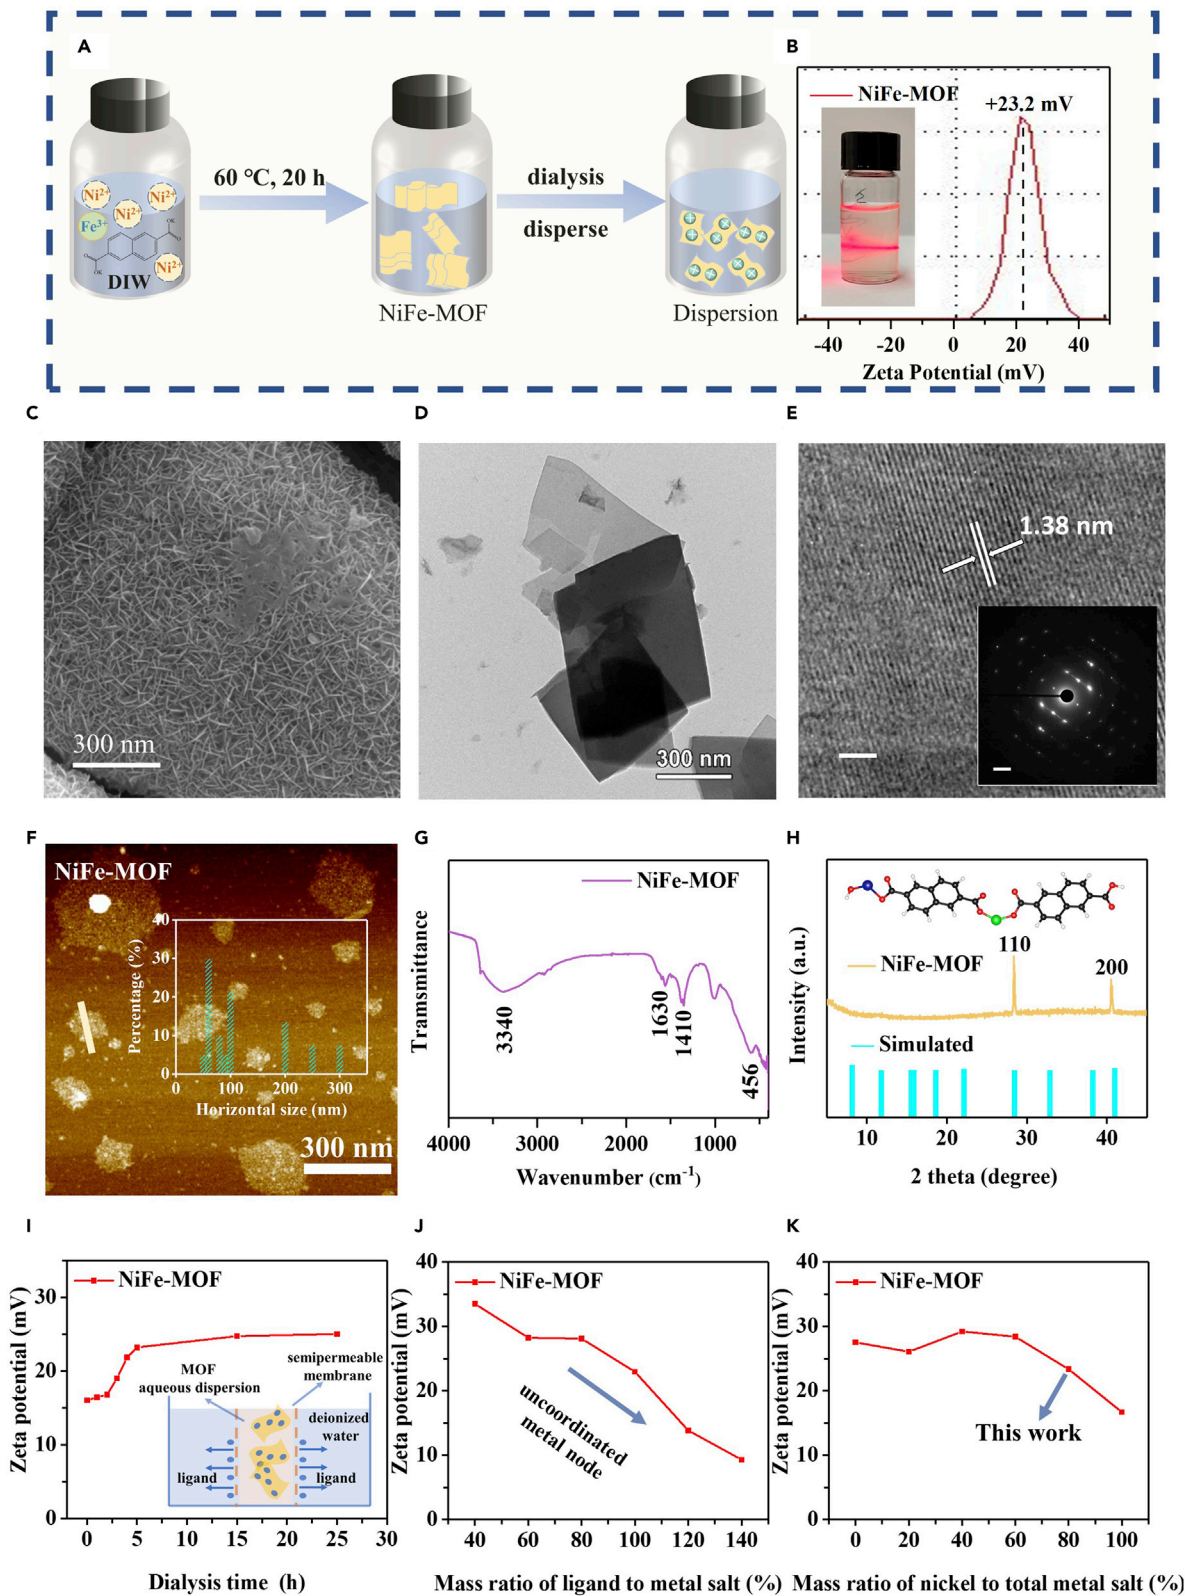 A
Ni2+
Ni2+
Ni2+
Fe3+
Ni2+
OK
O
O
OK
DIW
60 °C, 20 h
NiFe-MOF
dialysis
disperse
Dispersion
B
NiFe-MOF
+23.2 mV
-40 -20 0 20 40
Zeta Potential (mV)
C
300 nm
D
300 nm
E
1.38 nm
F
NiFe-MOF
Percentage (%)
40
30
20
10
0
0 100 200 300
Horizontal size (nm)
300 nm
G
NiFe-MOF
Transmittance
3340
1630
1410
456
4000 3000 2000 1000
Wavenumber (cm-1)
H
Intensity (a.u.)
110
200
NiFe-MOF
Simulated
10 20 30 40
2 theta (degree)
I
NiFe-MOF
Zeta potential (mV)
30
20
10
0
MOF
aqueous dispersion
semipermeable
membrane
deionized
water
ligand
ligand
0 5 10 15 20 25 30
Dialysis time (h)
J
NiFe-MOF
Zeta potential (mV)
40
30
20
10
0
uncoordinated
metal node
40 60 80 100 120 140
Mass ratio of ligand to metal salt (%)
K
NiFe-MOF
Zeta potential (mV)
40
30
20
10
0
This work
0 20 40 60 80 100
Mass ratio of nickel to total metal salt (%)